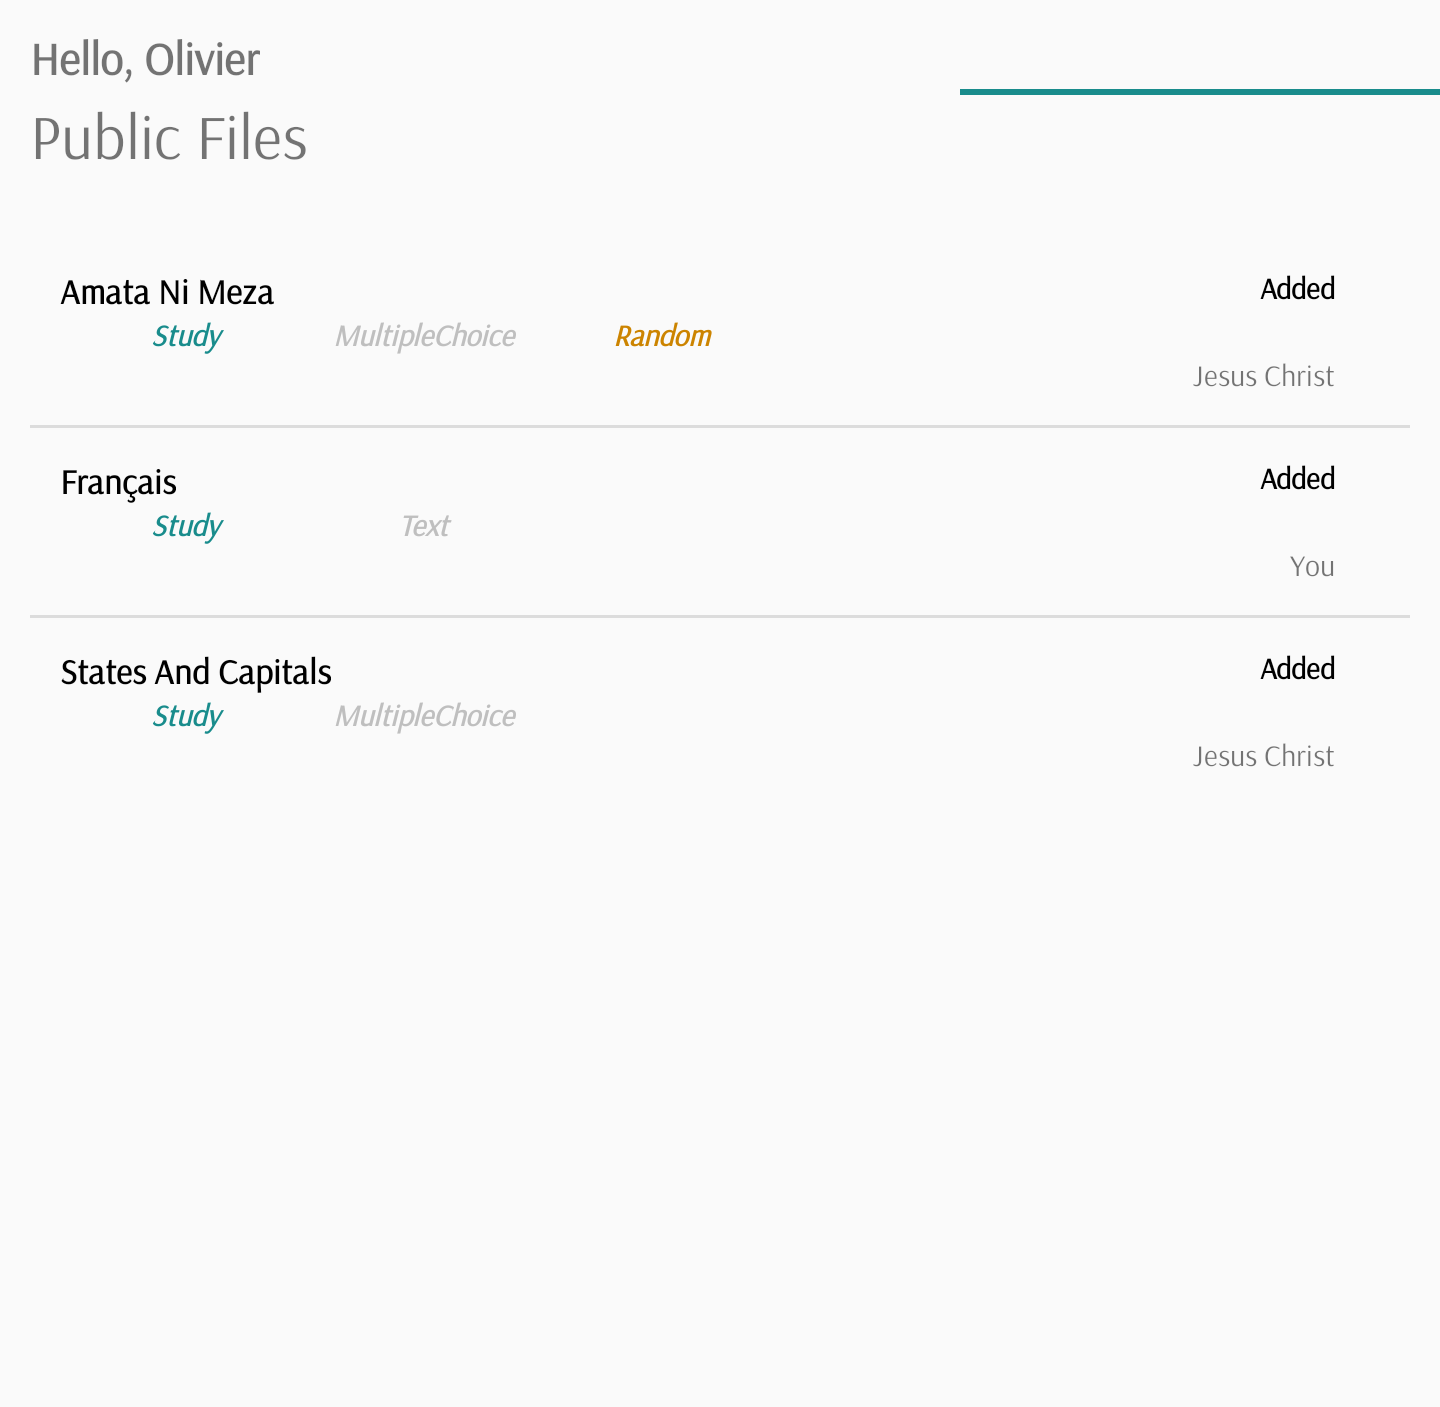 Hello, Olivier
Public Files
Amata Ni Meza
Added
Study MultipleChoice Random
Jesus Christ
Français
Added
Study Text
You
States And Capitals
Added
Study MultipleChoice
Jesus Christ